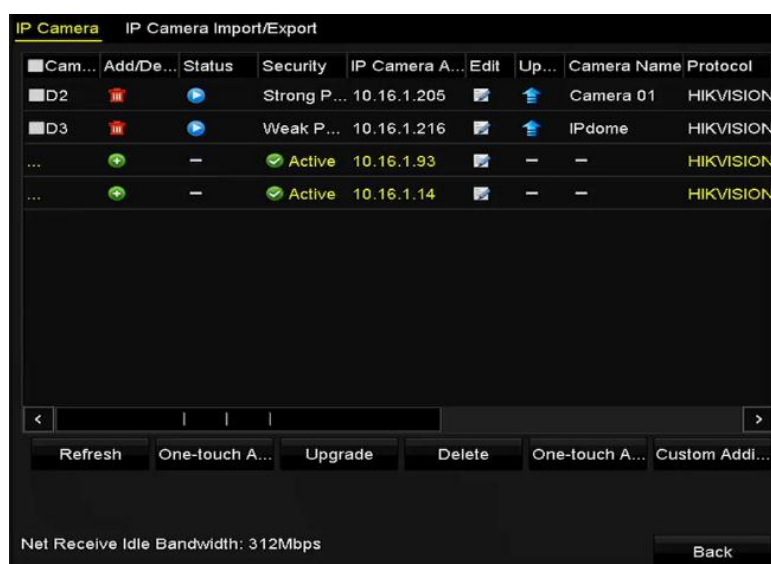 IP Camera IP Camera Import/Export
Cam... Add/De... Status Security IP Camera A... Edit Up... Camera Name Protocol
D2 Strong P... 10.16.1.205 Camera 01 HIKVISION
D3 Weak P... 10.16.1.216 IPdome HIKVISION
... – Active 10.16.1.93 – – HIKVISION
... – Active 10.16.1.14 – – HIKVISION
Refresh One-touch A... Upgrade Delete One-touch A... Custom Addi...
Net Receive Idle Bandwidth: 312Mbps
Back